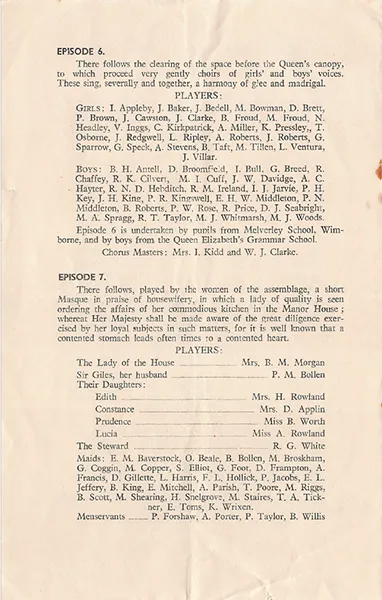 EPISODE 6.
There follows the clearing of the space before the Queen's canopy,
to which proceed very gently choirs of girls' and boys' voices.
These sing, severally and together, a harmony of glee and madrigal.
PLAYERS:
GIRLS: I. Appleby, J. Baker, J. Bedell, M. Bowman, D. Brett,
P. Brown, J. Cawston, J. Clarke, B. Froud, M. Froud, N.
Headley, V. Inggs, C. Kirkpatrick, A. Miller, K. Pressley, T.
Osborne, J. Redgwell, L. Ripley, A. Roberts, J. Roberts, G.
Sparrow, G. Speck, A. Stevens, B. Taft, M. Tillen, L. Ventura,
J. Villar.
BOYS: B. H. Antell, D. Broomfield, J. Bull, G. Breed, R.
Chaffey, R. K. Cilvert, M. I. Cuff, J. W. Davidge, A. C.
Hayter, R. N. D. Hebditch, R. M. Ireland, I. J. Jarvie, P. H.
Key, J. H. King, P. R. Kingswell, E. H. W. Middleton, P. N.
Middleton, B. Roberts, P. W. Rose, R. Price, D. J. Seabright,
M. A. Spragg, R. T. Taylor, M. J. Whitmarsh, M. J. Woods.
Episode 6 is undertaken by pupils from Melverley School, Wim-
borne, and by boys from the Queen Elizabeth's Grammar School.
Chorus Masters: Mrs. I. Kidd and W. J. Clarke.
EPISODE 7.
There follows, played by the women of the assemblage, a short
Masque in praise of housewifery, in which a lady of quality is seen
ordering the affairs of her commodious kitchen in the Manor House;
whereat Her Majesty shall be made aware of the great diligence exer-
cised by her loyal subjects in such matters, for it is well known that a
contented stomach leads often times to a contented heart.
PLAYERS:
The Lady of the House Mrs. B. M. Morgan
Sir Giles, her husband P. M. Bollen
Their Daughters:
Edith Mrs. H. Rowland
Constance Mrs. D. Applin
Prudence Miss B. Worth
Lucia Miss A. Rowland
The Steward R. G. White
Maids: E. M. Baverstock, O. Beale, B. Bollen, M. Broskham,
G. Coggin, M. Copper, S. Elliot, G. Foot, D. Frampton, A.
Francis, D. Gillette, L. Harris, F. L. Hollick, P. Jacobs, E. L.
Jeffery, B. King, E. Mitchell, A. Parish, T. Poore, M. Riggs,
B. Scott, M. Shearing, H. Snelgrove, M. Staires, T. A. Tick-
ner, E. Toms, K. Wrixen.
Menservants P. Forshaw, A. Porter, P. Taylor, B. Willis